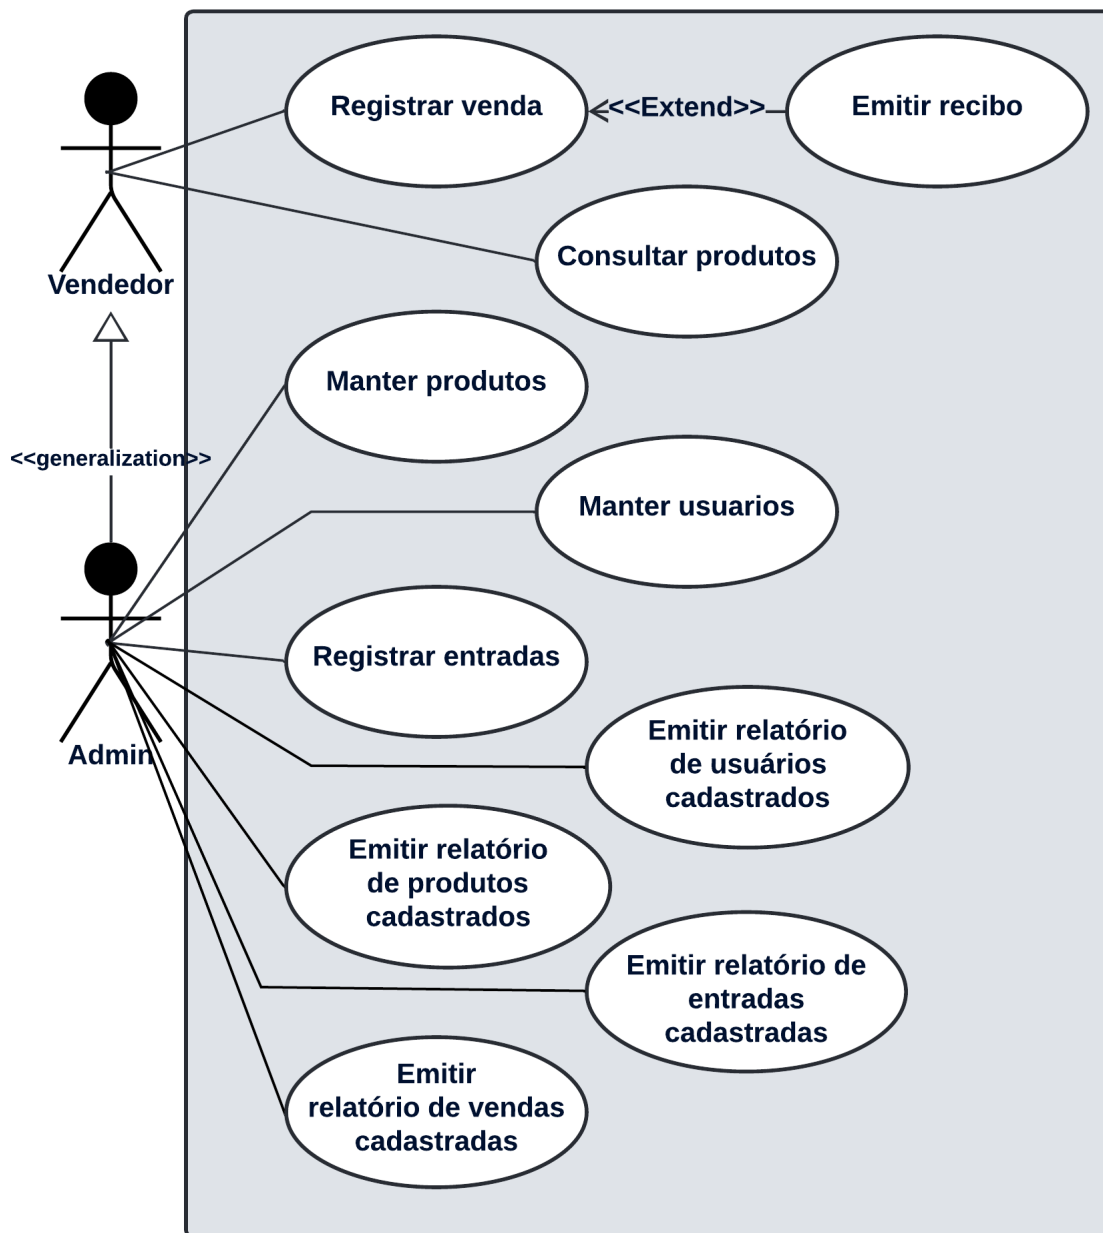 Registrar venda
<<Extend>>
Emitir recibo
Consultar produtos
Vendedor
Manter produtos
<<generalization>>
Manter usuarios
Registrar entradas
Admin
Emitir relatório
de usuários
cadastrados
Emitir relatório
de produtos
cadastrados
Emitir relatório de
entradas
cadastradas
Emitir
relatório de vendas
cadastradas